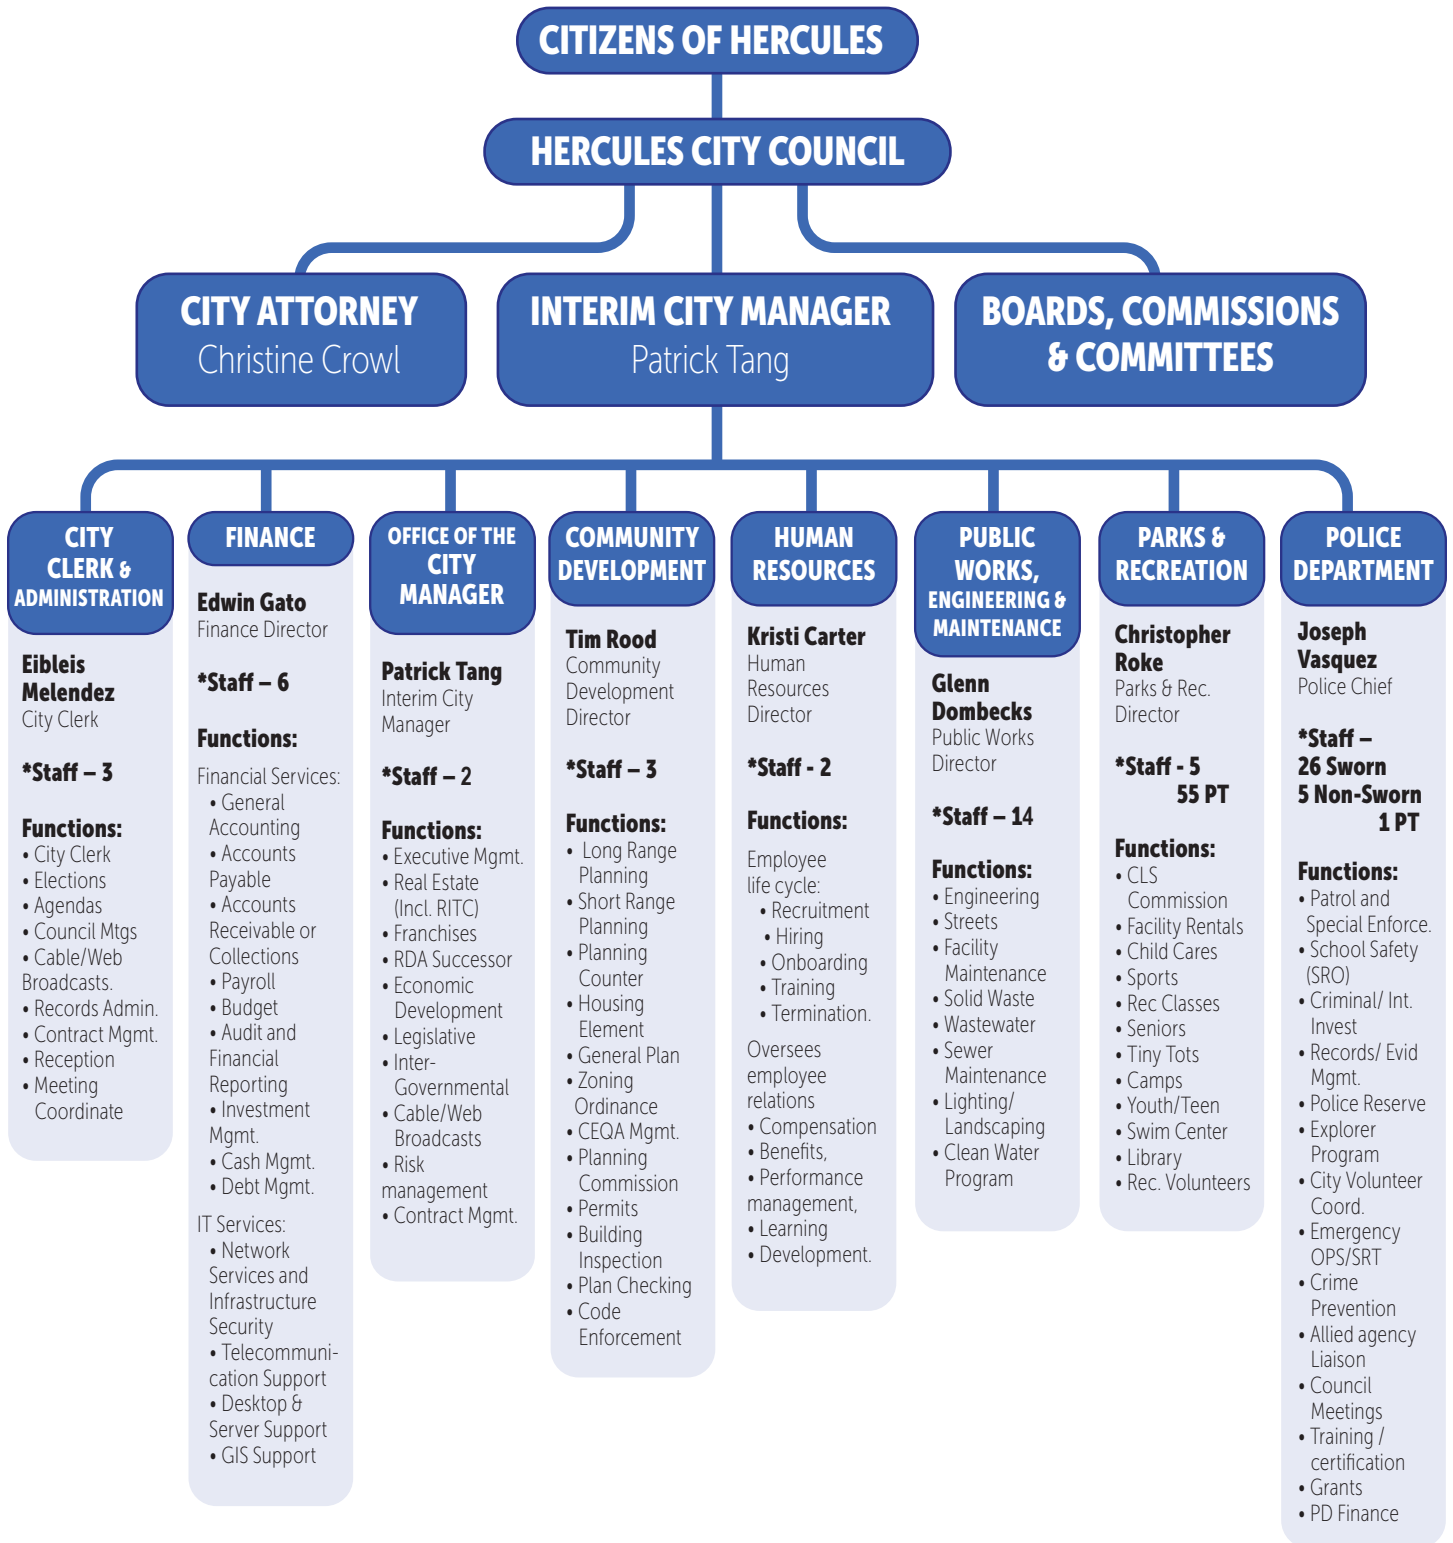 CITIZENS OF HERCULES
HERCULES CITY COUNCIL
CITY ATTORNEY
Christine Crowl
INTERIM CITY MANAGER
Patrick Tang
BOARDS, COMMISSIONS
& COMMITTEES
CITY
CLERK &
ADMINISTRATION
Eibleis
Melendez
City Clerk
*Staff – 3
Functions:
• City Clerk
• Elections
• Agendas
• Council Mtgs
• Cable/Web
Broadcasts.
• Records Admin.
• Contract Mgmt.
• Reception
• Meeting
Coordinate
FINANCE
Edwin Gato
Finance Director
*Staff – 6
Functions:
Financial Services:
• General
Accounting
• Accounts
Payable
• Accounts
Receivable or
Collections
• Payroll
• Budget
• Audit and
Financial
Reporting
• Investment
Mgmt.
• Cash Mgmt.
• Debt Mgmt.
IT Services:
• Network
Services and
Infrastructure
Security
• Telecommuni-
cation Support
• Desktop &
Server Support
• GIS Support
OFFICE OF THE
CITY
MANAGER
Patrick Tang
Interim City
Manager
*Staff – 2
Functions:
• Executive Mgmt.
• Real Estate
(Incl. RITC)
• Franchises
• RDA Successor
• Economic
Development
• Legislative
• Inter-
Governmental
• Cable/Web
Broadcasts
• Risk
management
• Contract Mgmt.
COMMUNITY
DEVELOPMENT
Tim Rood
Community
Development
Director
*Staff – 3
Functions:
• Long Range
Planning
• Short Range
Planning
• Planning
Counter
• Housing
Element
• General Plan
• Zoning
Ordinance
• CEQA Mgmt.
• Planning
Commission
• Permits
• Building
Inspection
• Plan Checking
• Code
Enforcement
HUMAN
RESOURCES
Kristi Carter
Human
Resources
Director
*Staff - 2
Functions:
Employee
life cycle:
• Recruitment
• Hiring
• Onboarding
• Training
• Termination.
Oversees
employee
relations
• Compensation
• Benefits,
• Performance
management,
• Learning
• Development.
PUBLIC
WORKS,
ENGINEERING &
MAINTENANCE
Glenn
Dombecks
Public Works
Director
*Staff – 14
Functions:
• Engineering
• Streets
• Facility
Maintenance
• Solid Waste
• Wastewater
• Sewer
Maintenance
• Lighting/
Landscaping
• Clean Water
Program
PARKS &
RECREATION
Christopher
Roke
Parks & Rec.
Director
*Staff - 5
55 PT
Functions:
• CLS
Commission
• Facility Rentals
• Child Cares
• Sports
• Rec Classes
• Seniors
• Tiny Tots
• Camps
• Youth/Teen
• Swim Center
• Library
• Rec. Volunteers
POLICE
DEPARTMENT
Joseph
Vasquez
Police Chief
*Staff –
26 Sworn
5 Non-Sworn
1 PT
Functions:
• Patrol and
Special Enforce.
• School Safety
(SRO)
• Criminal/ Int.
Invest
• Records/ Evid
Mgmt.
• Police Reserve
• Explorer
Program
• City Volunteer
Coord.
• Emergency
OPS/SRT
• Crime
Prevention
• Allied agency
Liaison
• Council
Meetings
• Training /
certification
• Grants
• PD Finance